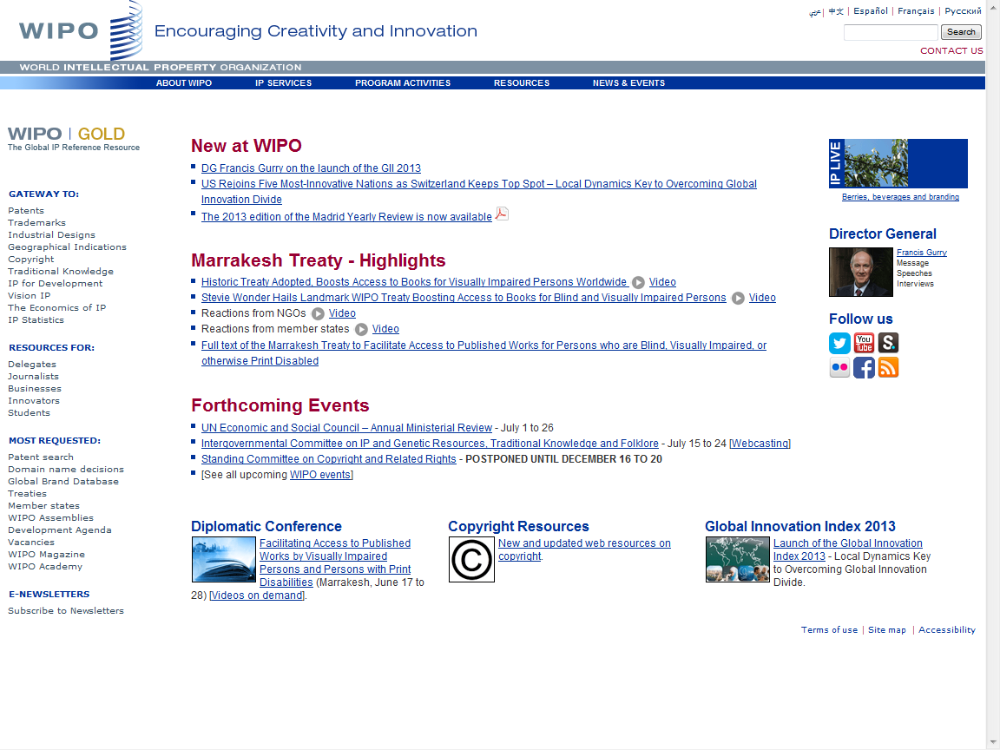 عربي | 中文 | Español | Français | Русский
WIPO
Encouraging Creativity and Innovation
Search
CONTACT US
WORLD INTELLECTUAL PROPERTY ORGANIZATION
ABOUT WIPO IP SERVICES PROGRAM ACTIVITIES RESOURCES NEWS & EVENTS
WIPO | GOLD
The Global IP Reference Resource
GATEWAY TO:
Patents
Trademarks
Industrial Designs
Geographical Indications
Copyright
Traditional Knowledge
IP for Development
Vision IP
The Economics of IP
IP Statistics
RESOURCES FOR:
Delegates
Journalists
Businesses
Innovators
Students
MOST REQUESTED:
Patent search
Domain name decisions
Global Brand Database
Treaties
Member states
WIPO Assemblies
Development Agenda
Vacancies
WIPO Magazine
WIPO Academy
E-NEWSLETTERS
Subscribe to Newsletters
New at WIPO
DG Francis Gurry on the launch of the GII 2013
US Rejoins Five Most-Innovative Nations as Switzerland Keeps Top Spot – Local Dynamics Key to Overcoming Global
Innovation Divide
The 2013 edition of the Madrid Yearly Review is now available
Marrakesh Treaty - Highlights
Historic Treaty Adopted, Boosts Access to Books for Visually Impaired Persons Worldwide Video
Stevie Wonder Hails Landmark WIPO Treaty Boosting Access to Books for Blind and Visually Impaired Persons Video
Reactions from NGOs Video
Reactions from member states Video
Full text of the Marrakesh Treaty to Facilitate Access to Published Works for Persons who are Blind, Visually Impaired, or
otherwise Print Disabled
Forthcoming Events
UN Economic and Social Council – Annual Ministerial Review - July 1 to 26
Intergovernmental Committee on IP and Genetic Resources, Traditional Knowledge and Folklore - July 15 to 24 [Webcasting]
Standing Committee on Copyright and Related Rights - POSTPONED UNTIL DECEMBER 16 TO 20
[See all upcoming WIPO events]
Diplomatic Conference
Facilitating Access to Published
Works by Visually Impaired
Persons and Persons with Print
Disabilities (Marrakesh, June 17 to
28) [Videos on demand].
Copyright Resources
©
New and updated web resources on
copyright.
Global Innovation Index 2013
Launch of the Global Innovation
Index 2013 - Local Dynamics Key
to Overcoming Global Innovation
Divide.
IP LIVE
Berries, beverages and branding
Director General
Francis Gurry
Message
Speeches
Interviews
Follow us
You
Tube
S.
Terms of use | Site map | Accessibility